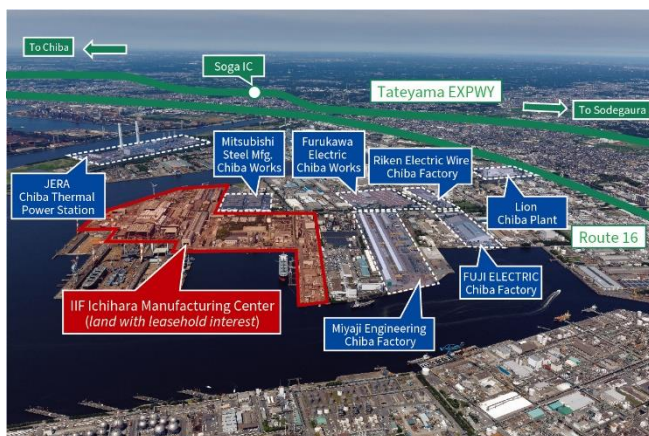 To Chiba
Soga IC
Tateyama EXPWY
To Sodegaura
Mitsubishi
Steel Mfg.
Chiba Works
Furukawa
Electric
Chiba Works
Riken Electric Wire
Chiba Factory
JERA
Chiba Thermal
Power Station
Lion
Chiba Plant
Route 16
IIF Ichihara Manufacturing Center
(land with leasehold interest)
FUJI ELECTRIC
Chiba Factory
Miyaji Engineering
Chiba Factory